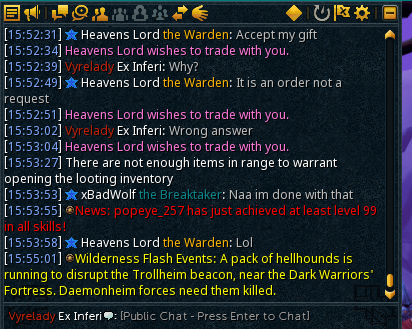 [15:52:31] Heavens Lord the Warden: Accept my gift
[15:52:34] Heavens Lord wishes to trade with you.
[15:52:39] Vyrelady Ex Inferi: Why?
[15:52:49] Heavens Lord the Warden: It is an order not a
request
[15:52:51] Heavens Lord wishes to trade with you.
[15:53:02] Vyrelady Ex Inferi: Wrong answer
[15:53:04] Heavens Lord wishes to trade with you.
[15:53:27] There are not enough items in range to warrant
opening the looting inventory
[15:53:53] xBadWolf the Breaktaker: Naa im done with that
[15:53:55] News: popeye_257 has just achieved at least level 99
in all skills!
[15:53:58] Heavens Lord the Warden: Lol
[15:55:01] Wilderness Flash Events: A pack of hellhounds is
running to disrupt the Trollheim beacon, near the Dark Warriors'
Fortress. Daemonheim forces need them killed.
Vyrelady Ex Inferi: [Public Chat - Press Enter to Chat]